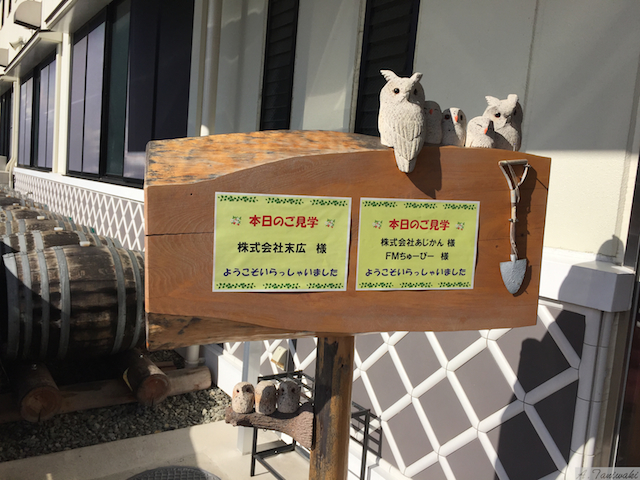 本日のご見学
株式会社末広 様
ようこそいらっしゃいました
本日のご見学
株式会社あじかん 様
FMちゅーピー 様
ようこそいらっしゃいました
A. Taniwaki